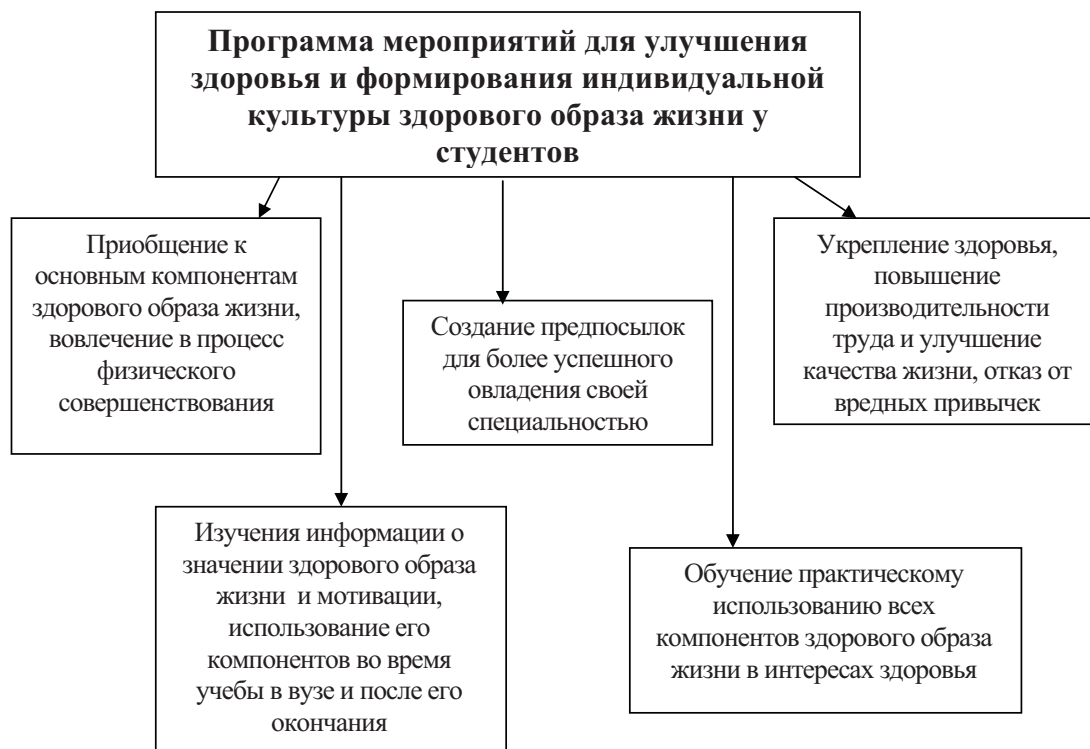 Программа мероприятий для улучшения
здоровья и формирования индивидуальной
культуры здорового образа жизни у
студентов
Приобщение к
основным компонентам
здорового образа жизни,
вовлечение в процесс
физического
совершенствования
Создание предпосылок
для более успешного
овладения своей
специальностью
Укрепление здоровья,
повышение
производительности
труда и улучшение
качества жизни, отказ от
вредных привычек
Изучения информации о
значении здорового образа
жизни и мотивации,
использование его
компонентов во время
учебы в вузе и после его
окончания
Обучение практическому
использованию всех
компонентов здорового образа
жизни в интересах здоровья